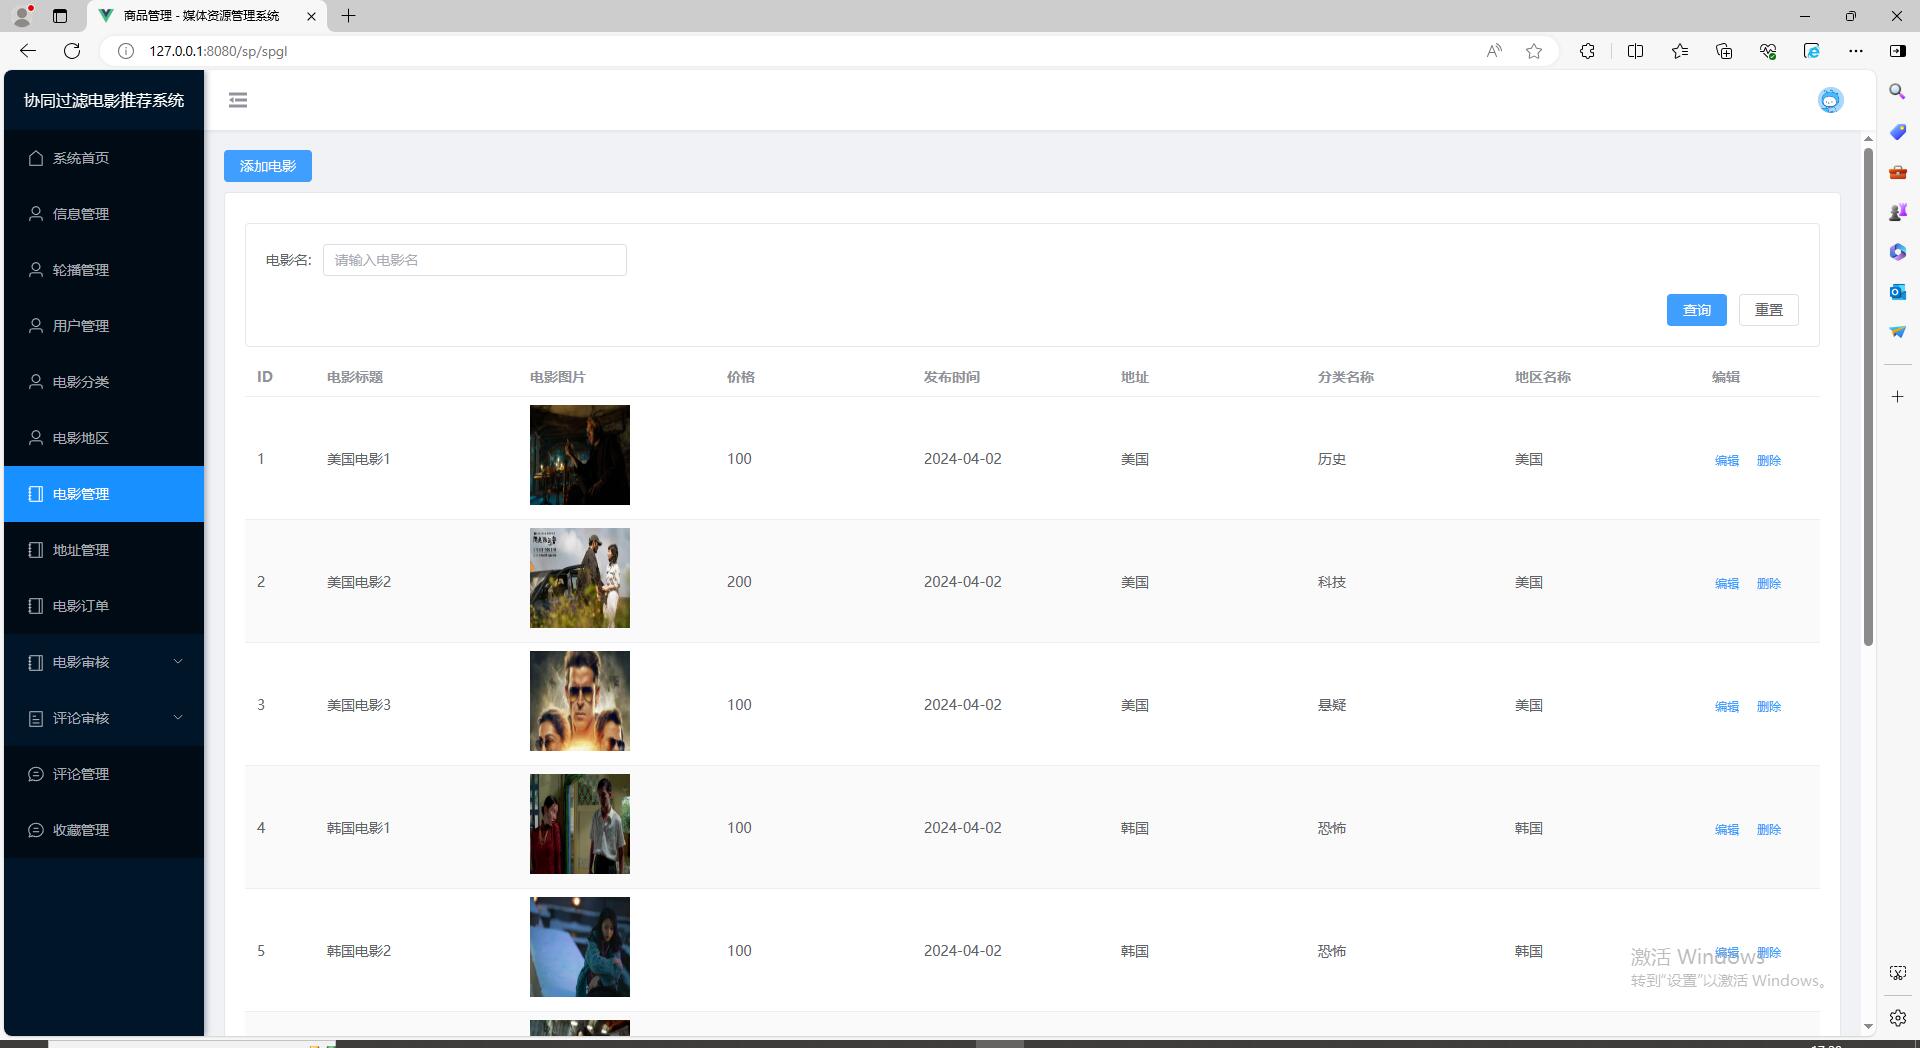 商品管理 - 媒体资源管理系统
127.0.0.1:8080/sp/spgl
协同过滤电影推荐系统
系统首页
信息管理
轮播管理
用户管理
电影分类
电影地区
电影管理
地址管理
电影订单
电影审核
评论审核
评论管理
收藏管理
添加电影
电影名: 请输入电影名
查询 重置
ID 电影标题 电影图片 价格 发布时间 地址 分类名称 地区名称 编辑
1 美国电影1 100 2024-04-02 美国 历史 美国 编辑 删除
2 美国电影2 200 2024-04-02 美国 科技 美国 编辑 删除
3 美国电影3 100 2024-04-02 美国 悬疑 美国 编辑 删除
4 韩国电影1 100 2024-04-02 韩国 恐怖 韩国 编辑 删除
5 韩国电影2 100 2024-04-02 韩国 恐怖 韩国 编辑 删除
激活 Windows
转到"设置"以激活 Windows。